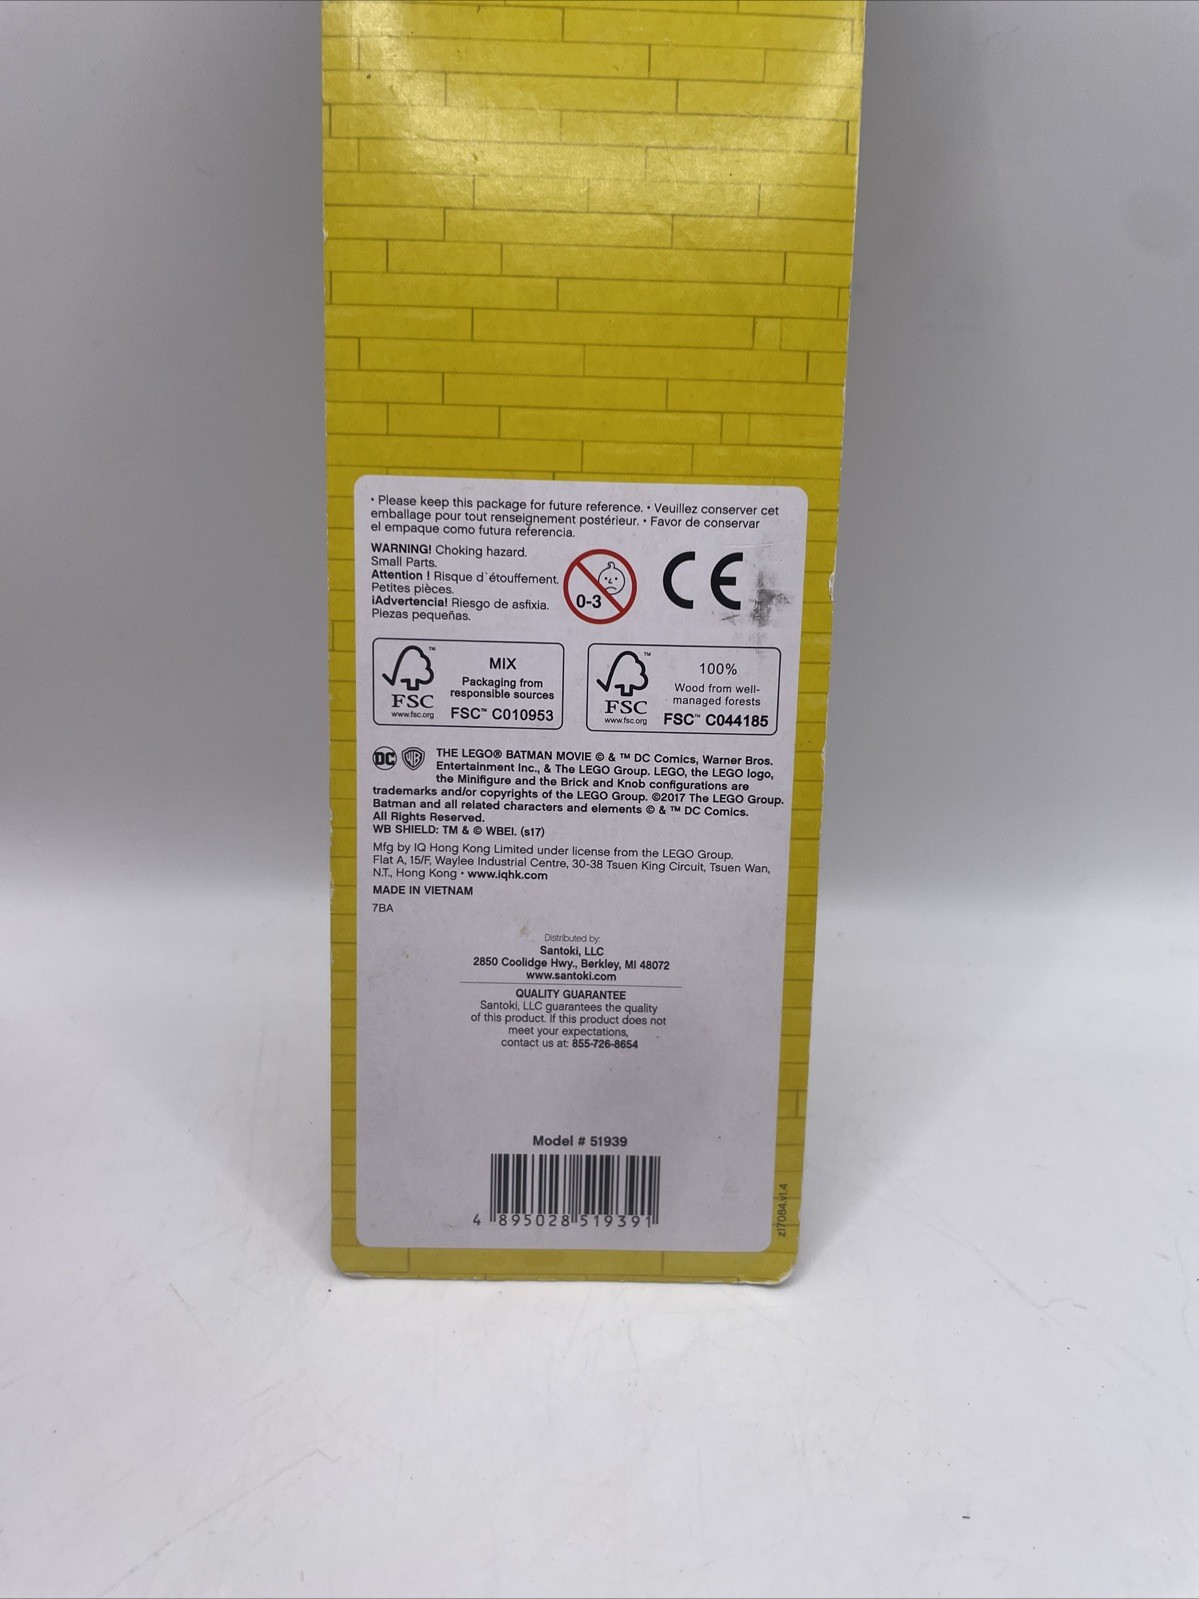 • Please keep this package for future reference. • Veuillez conserver cet
emballage pour tout renseignement postérieur. • Favor de conservar
el empaque como futura referencia.
WARNING! Choking hazard.
Small Parts.
Attention ! Risque d`étouffement.
Petites pièces.
¡Advertencia! Riesgo de asfixia.
Piezas pequeñas.
0-3
CE
FSC
www.fsc.org
MIX
Packaging from
responsible sources
FSC™ C010953
FSC
www.fsc.org
100%
Wood from well-
managed forests
FSC™ C044185
DC WB
THE LEGO® BATMAN MOVIE © & ™ DC Comics, Warner Bros.
Entertainment Inc., & The LEGO Group. LEGO, the LEGO logo,
the Minifigure and the Brick and Knob configurations are
trademarks and/or copyrights of the LEGO Group. ©2017 The LEGO Group.
Batman and all related characters and elements © & ™ DC Comics.
All Rights Reserved.
WB SHIELD: TM & © WBEI. (s17)
Mfg by IQ Hong Kong Limited under license from the LEGO Group.
Flat A, 15/F, Waylee Industrial Centre, 30-38 Tsuen King Circuit, Tsuen Wan,
N.T., Hong Kong • www.iqhk.com
MADE IN VIETNAM
7BA
Distributed by:
Santoki, LLC
2850 Coolidge Hwy., Berkley, MI 48072
www.santoki.com
QUALITY GUARANTEE
Santoki, LLC guarantees the quality
of this product. If this product does not
meet your expectations,
contact us at: 855-726-8654
Model # 51939
4 895028 519391
z17084.v1.4